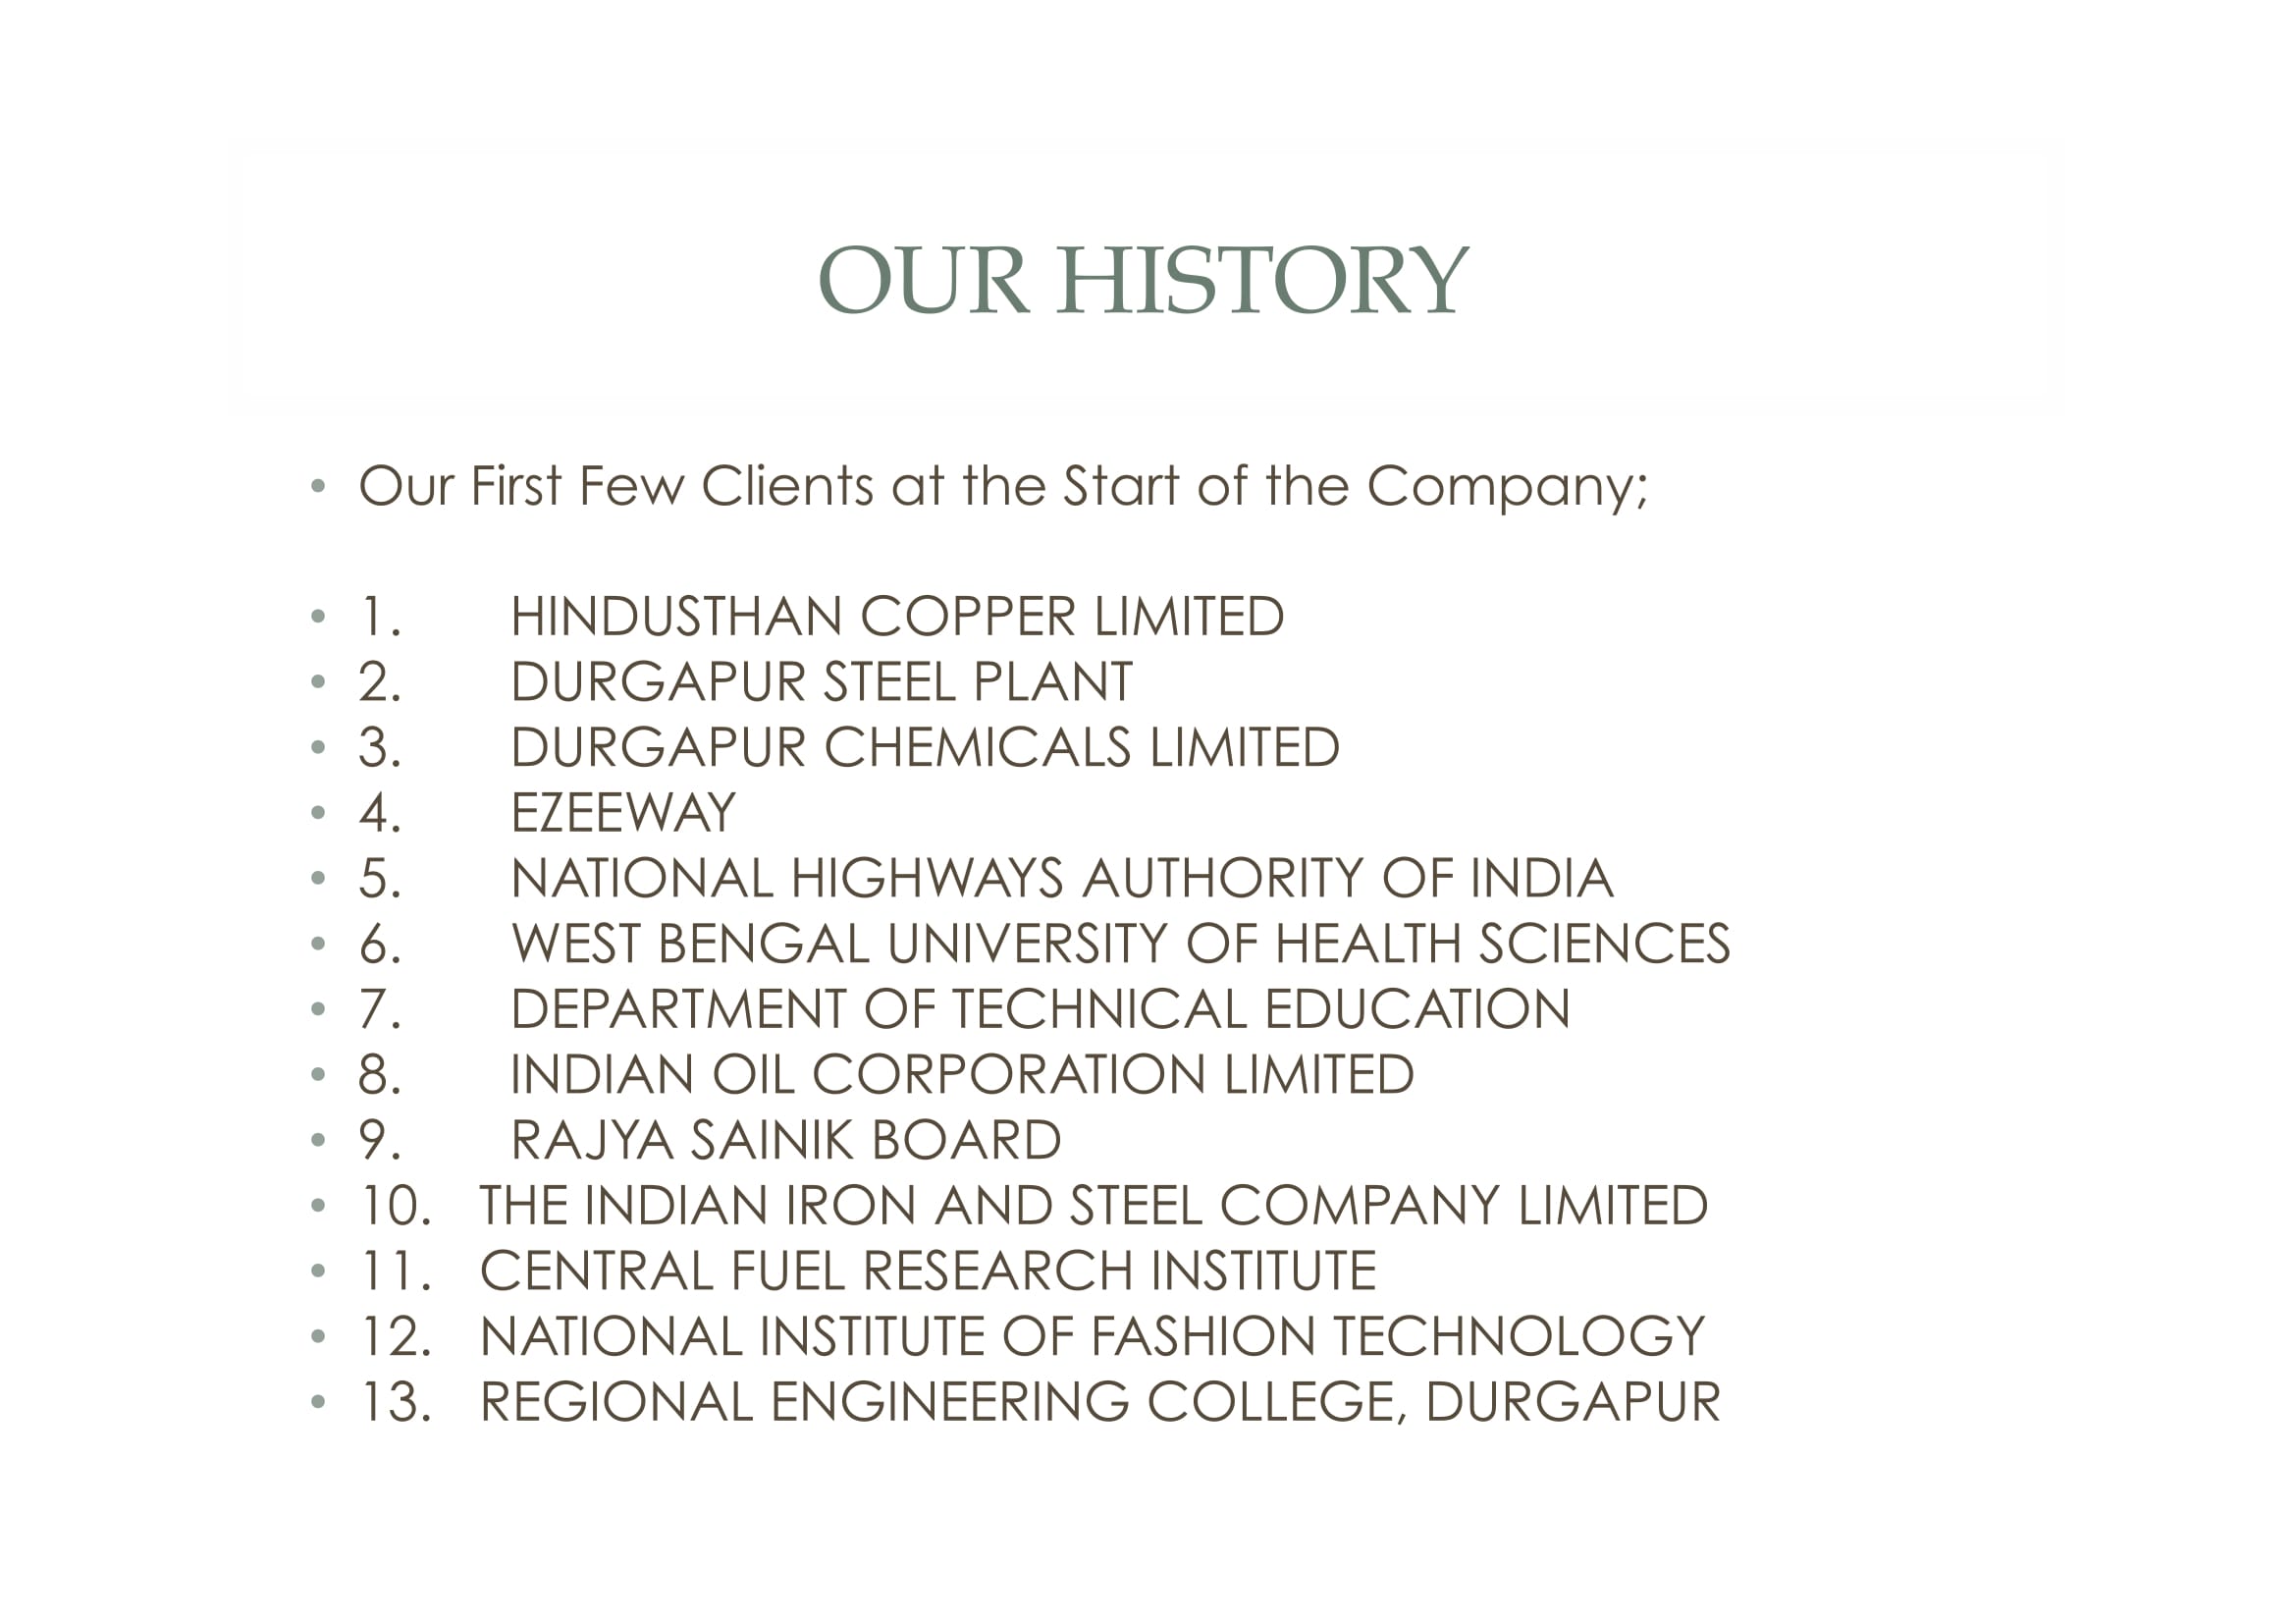 OUR HISTORY
• Our First Few Clients at the Start of the Company;
• 1. HINDUSTHAN COPPER LIMITED
• 2. DURGAPUR STEEL PLANT
• 3. DURGAPUR CHEMICALS LIMITED
• 4. EZEEWAY
• 5. NATIONAL HIGHWAYS AUTHORITY OF INDIA
• 6. WEST BENGAL UNIVERSITY OF HEALTH SCIENCES
• 7. DEPARTMENT OF TECHNICAL EDUCATION
• 8. INDIAN OIL CORPORATION LIMITED
• 9. RAJYA SAINIK BOARD
• 10. THE INDIAN IRON AND STEEL COMPANY LIMITED
• 11. CENTRAL FUEL RESEARCH INSTITUTE
• 12. NATIONAL INSTITUTE OF FASHION TECHNOLOGY
• 13. REGIONAL ENGINEERING COLLEGE, DURGAPUR